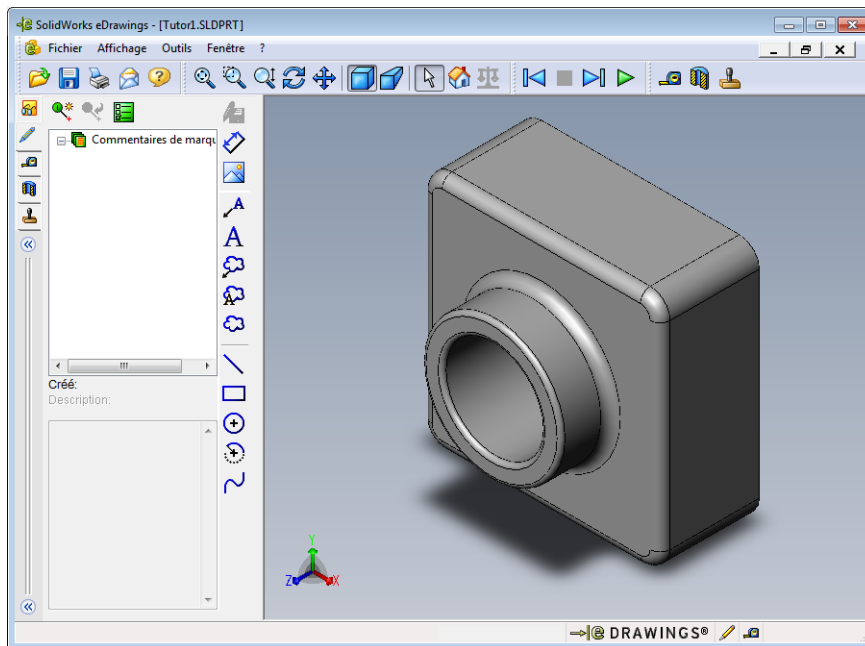 SolidWorks eDrawings - [Tutor1.SLDPRT]
Fichier Affichage Outils Fenêtre ?
Commentaires de marqu
A
A
A
Créé:
Description:
Y
Z X
e DRAWINGS®